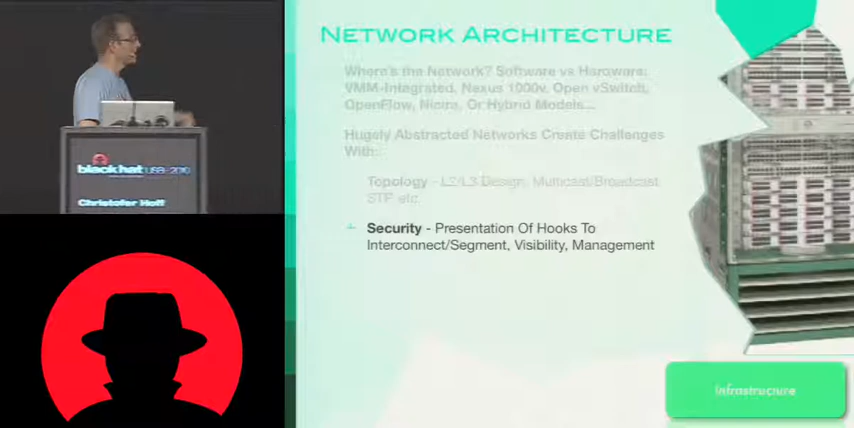 NETWORK ARCHITECTURE
Where's the Network? Software vs Hardware:
VMM-Integrated, Nexus 1000v, Open vSwitch,
OpenFlow, Nicira, Or Hybrid Models...
Hugely Abstracted Networks Create Challenges
With:
Topology - L2/L3 Design, Multicast/Broadcast
STP etc.
Security - Presentation Of Hooks To
Interconnect/Segment, Visibility, Management
Infrastructure
black hat USA+2010
Christofer Hoff